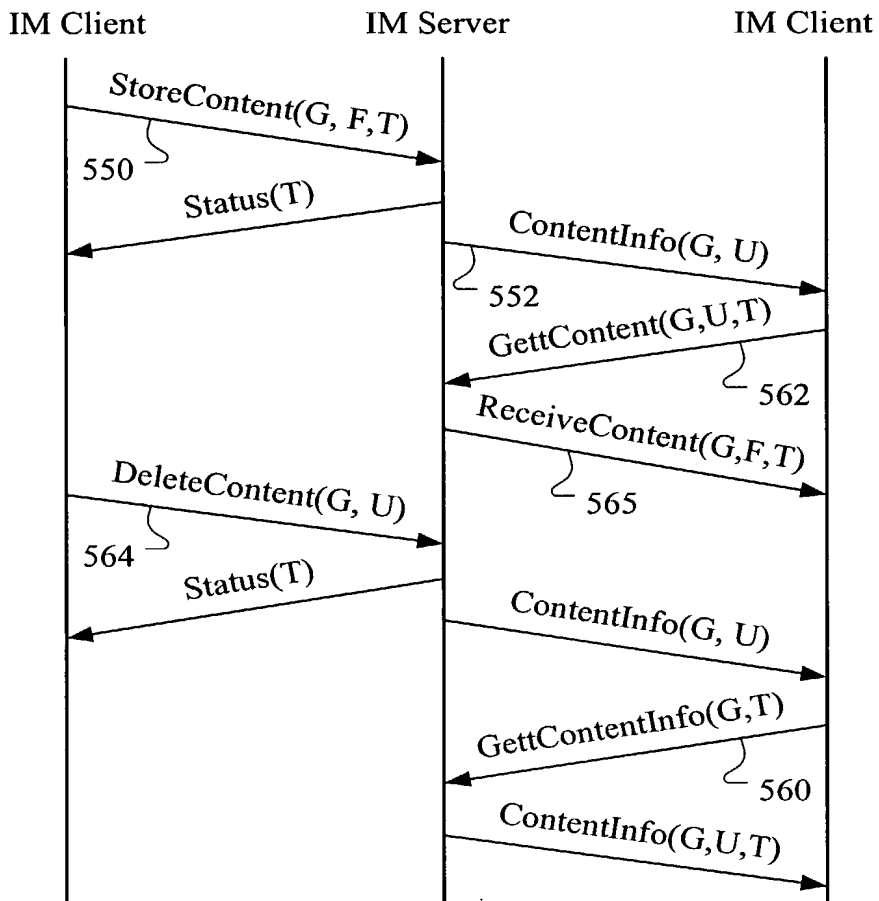 IM Client
IM Server
IM Client
StoreContent(G, F,T)
550
Status(T)
ContentInfo(G, U)
552
GettContent(G,U,T)
562
ReceiveContent(G,F,T)
565
DeleteContent(G, U)
564
Status(T)
ContentInfo(G, U)
GettContentInfo(G,T)
560
ContentInfo(G,U,T)